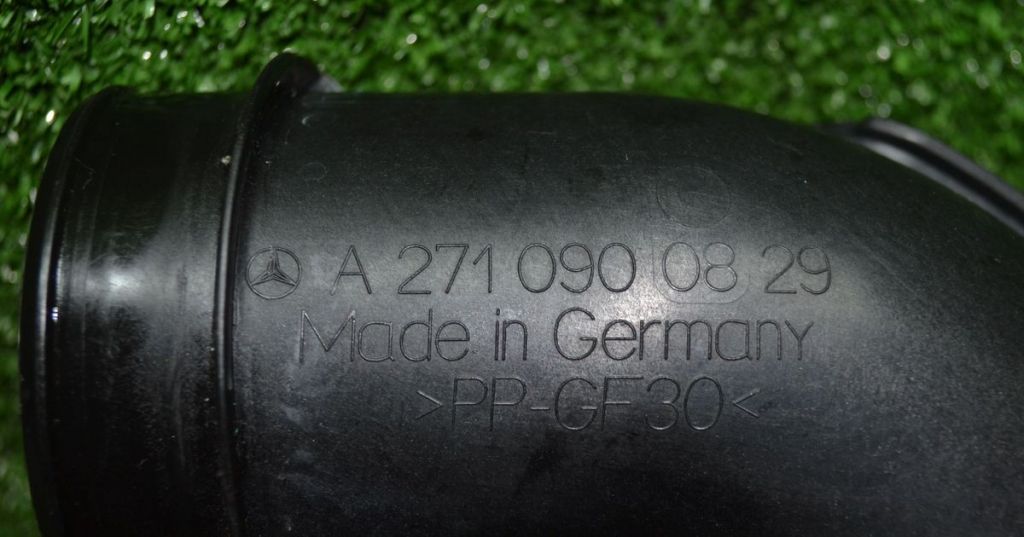 A 271 090 08 29
Made in Germany
>PP-GF30<